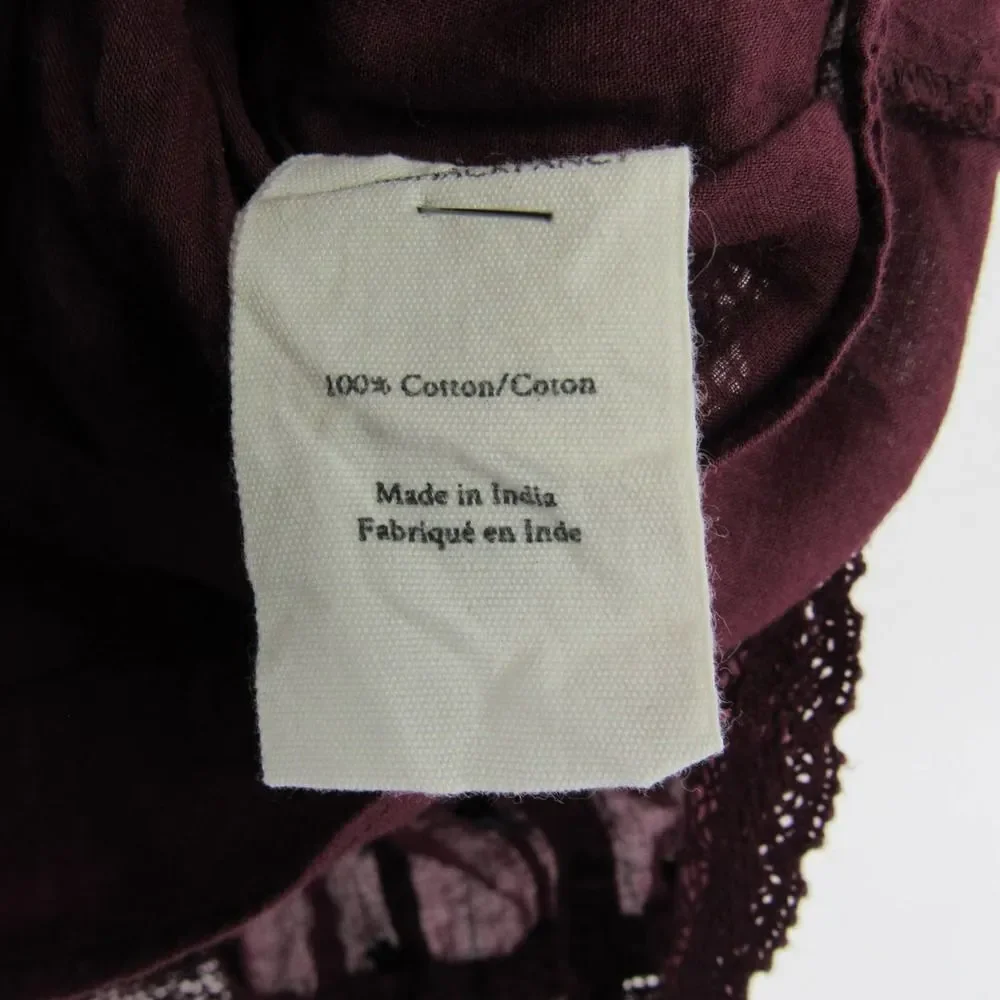 100% Cotton/Coton
Made in India
Fabriqué en Inde